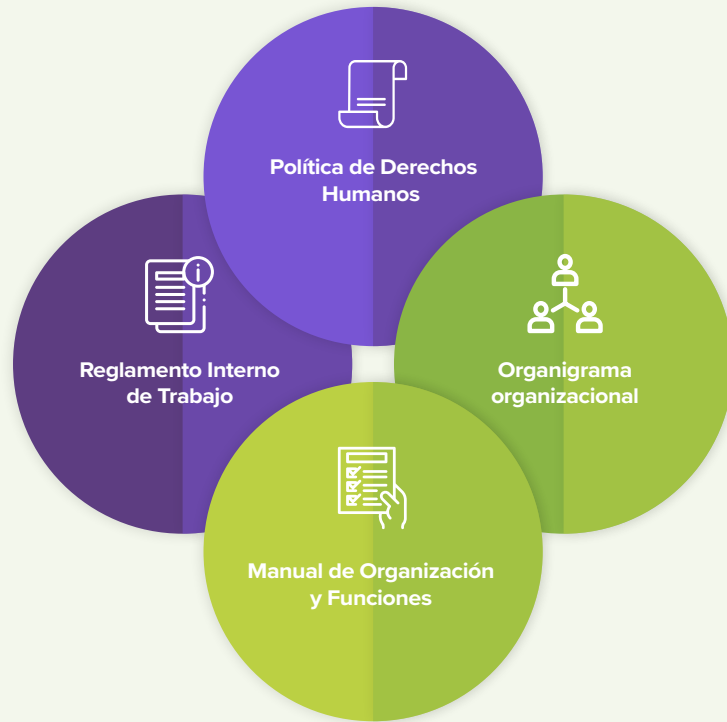 Política de Derechos
Humanos
Reglamento Interno
de Trabajo
Organigrama
organizacional
Manual de Organización
y Funciones